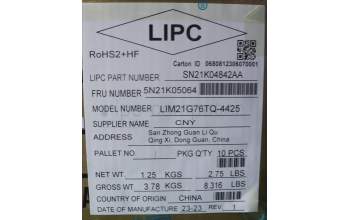 LIPC
RoHS2+HF
Carton ID 0680812306070001
LIPC PART NUMBER SN21K04842AA
FRU NUMBER 5N21K05064
MODEL NUMBER LIM21G76TQ-4425
SUPPLIER NAME CNY
ADDRESS San Zhong Guan Li Qu
Qing Xi, Dong Guan, China
PALLET NO. PKG Q'TY 10 PCS
NET WT. 1.25 KGS 2.75 LBS
GROSS WT 3.78 KGS 8.316 LBS
COUNTRY OF ORIGIN CHINA
DATE OF MANUFACTURE 23-23 REV. 1